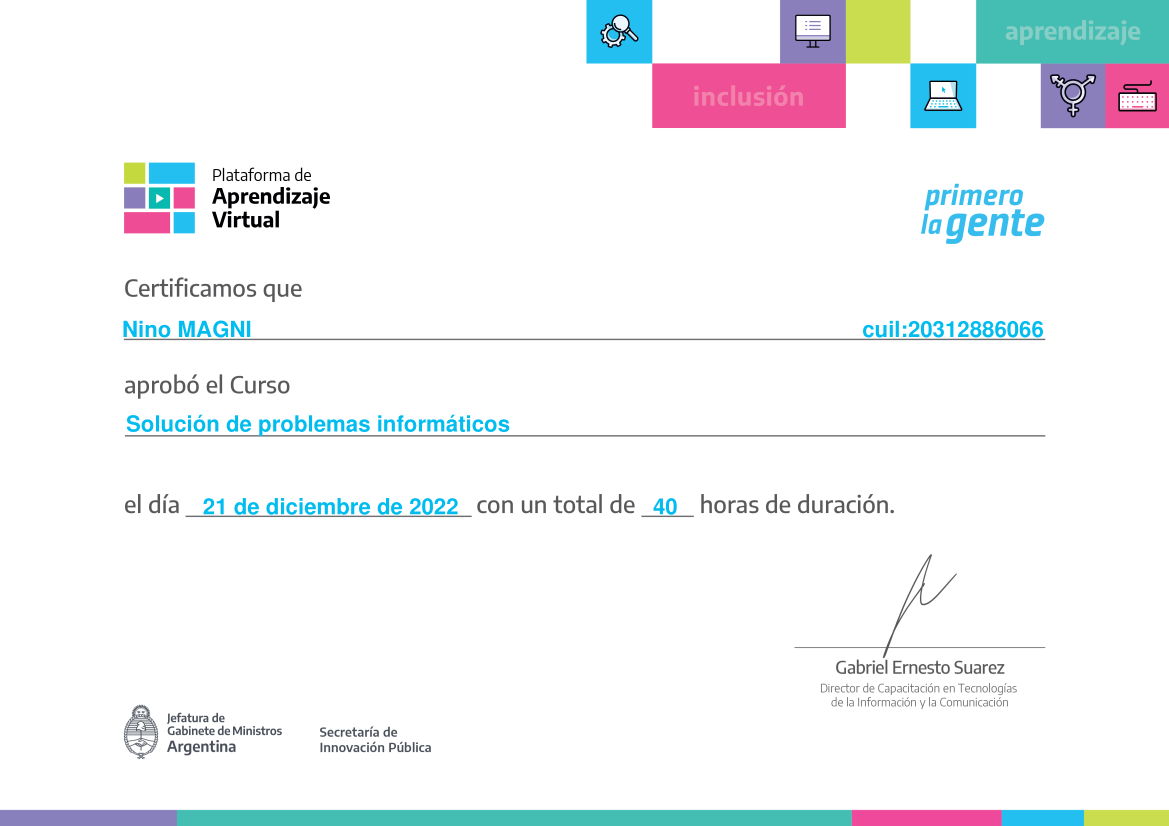 aprendizaje
inclusión
Plataforma de
Aprendizaje
Virtual
primero
la gente
Certificamos que
Nino MAGNI cuil:20312886066
aprobó el Curso
Solución de problemas informáticos
el día 21 de diciembre de 2022 con un total de 40 horas de duración.
Gabriel Ernesto Suarez
Director de Capacitación en Tecnologías
de la Información y la Comunicación
Jefatura de
Gabinete de Ministros
Argentina
Secretaría de
Innovación Pública